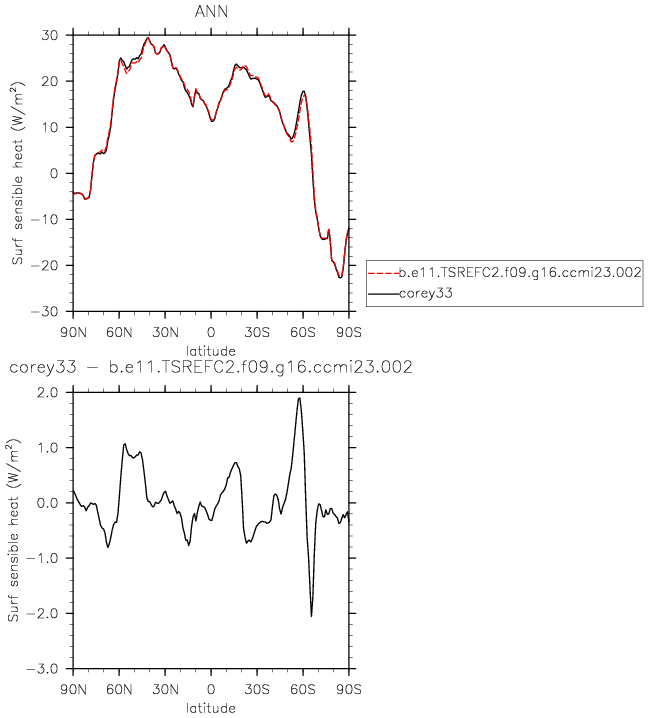 ANN
Surf sensible heat (W/m²)
30
20
10
0
−10
−20
−30
90N 60N 30N 0 30S 60S 90S
latitude
b.e11.TSREFC2.f09.g16.ccmi23.002
corey33
corey33 − b.e11.TSREFC2.f09.g16.ccmi23.002
Surf sensible heat (W/m²)
2.0
1.0
0.0
−1.0
−2.0
−3.0
90N 60N 30N 0 30S 60S 90S
latitude